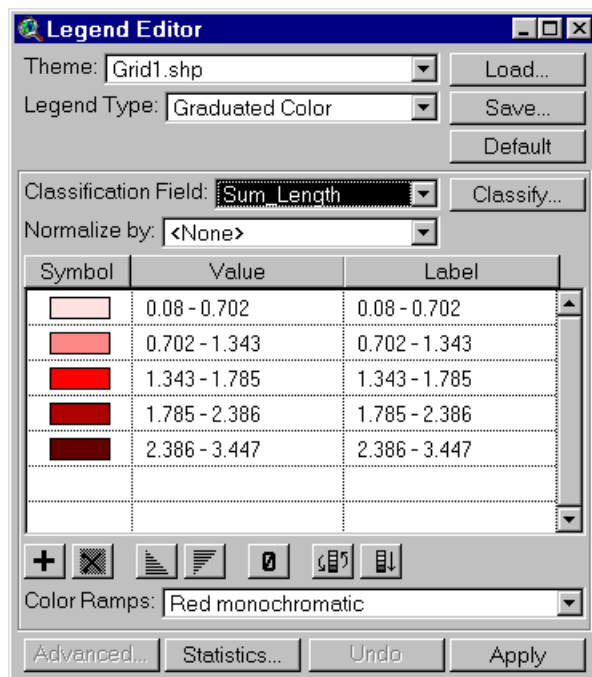 Legend Editor
Theme: Grid1.shp Load...
Legend Type: Graduated Color Save...
Default
Classification Field: Sum_Length Classify...
Normalize by: <None>
Symbol Value Label
0.08 - 0.702 0.08 - 0.702
0.702 - 1.343 0.702 - 1.343
1.343 - 1.785 1.343 - 1.785
1.785 - 2.386 1.785 - 2.386
2.386 - 3.447 2.386 - 3.447
0
Color Ramps: Red monochromatic
Advanced... Statistics... Undo Apply